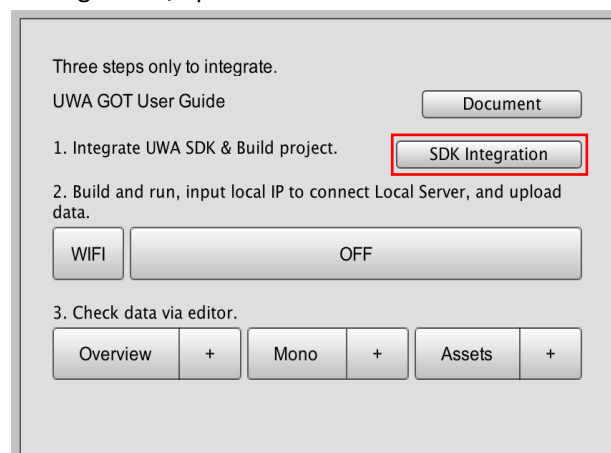 Three steps only to integrate.
UWA GOT User Guide
Document
1. Integrate UWA SDK & Build project.
SDK Integration
2. Build and run, input local IP to connect Local Server, and upload
data.
WIFI
OFF
3. Check data via editor.
Overview + Mono + Assets +